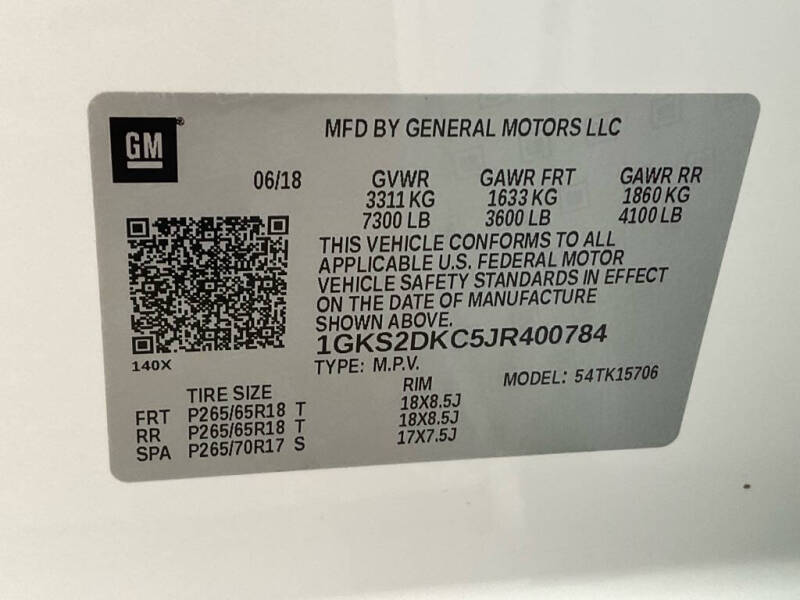 GM®
MFD BY GENERAL MOTORS LLC
06/18 GVWR GAWR FRT GAWR RR
3311 KG 1633 KG 1860 KG
7300 LB 3600 LB 4100 LB
THIS VEHICLE CONFORMS TO ALL
APPLICABLE U.S. FEDERAL MOTOR
VEHICLE SAFETY STANDARDS IN EFFECT
ON THE DATE OF MANUFACTURE
SHOWN ABOVE.
1GKS2DKC5JR400784
140X
TYPE: M.P.V. MODEL: 54TK15706
TIRE SIZE RIM
FRT P265/65R18 T 18X8.5J
RR P265/65R18 T 18X8.5J
SPA P265/70R17 S 17X7.5J